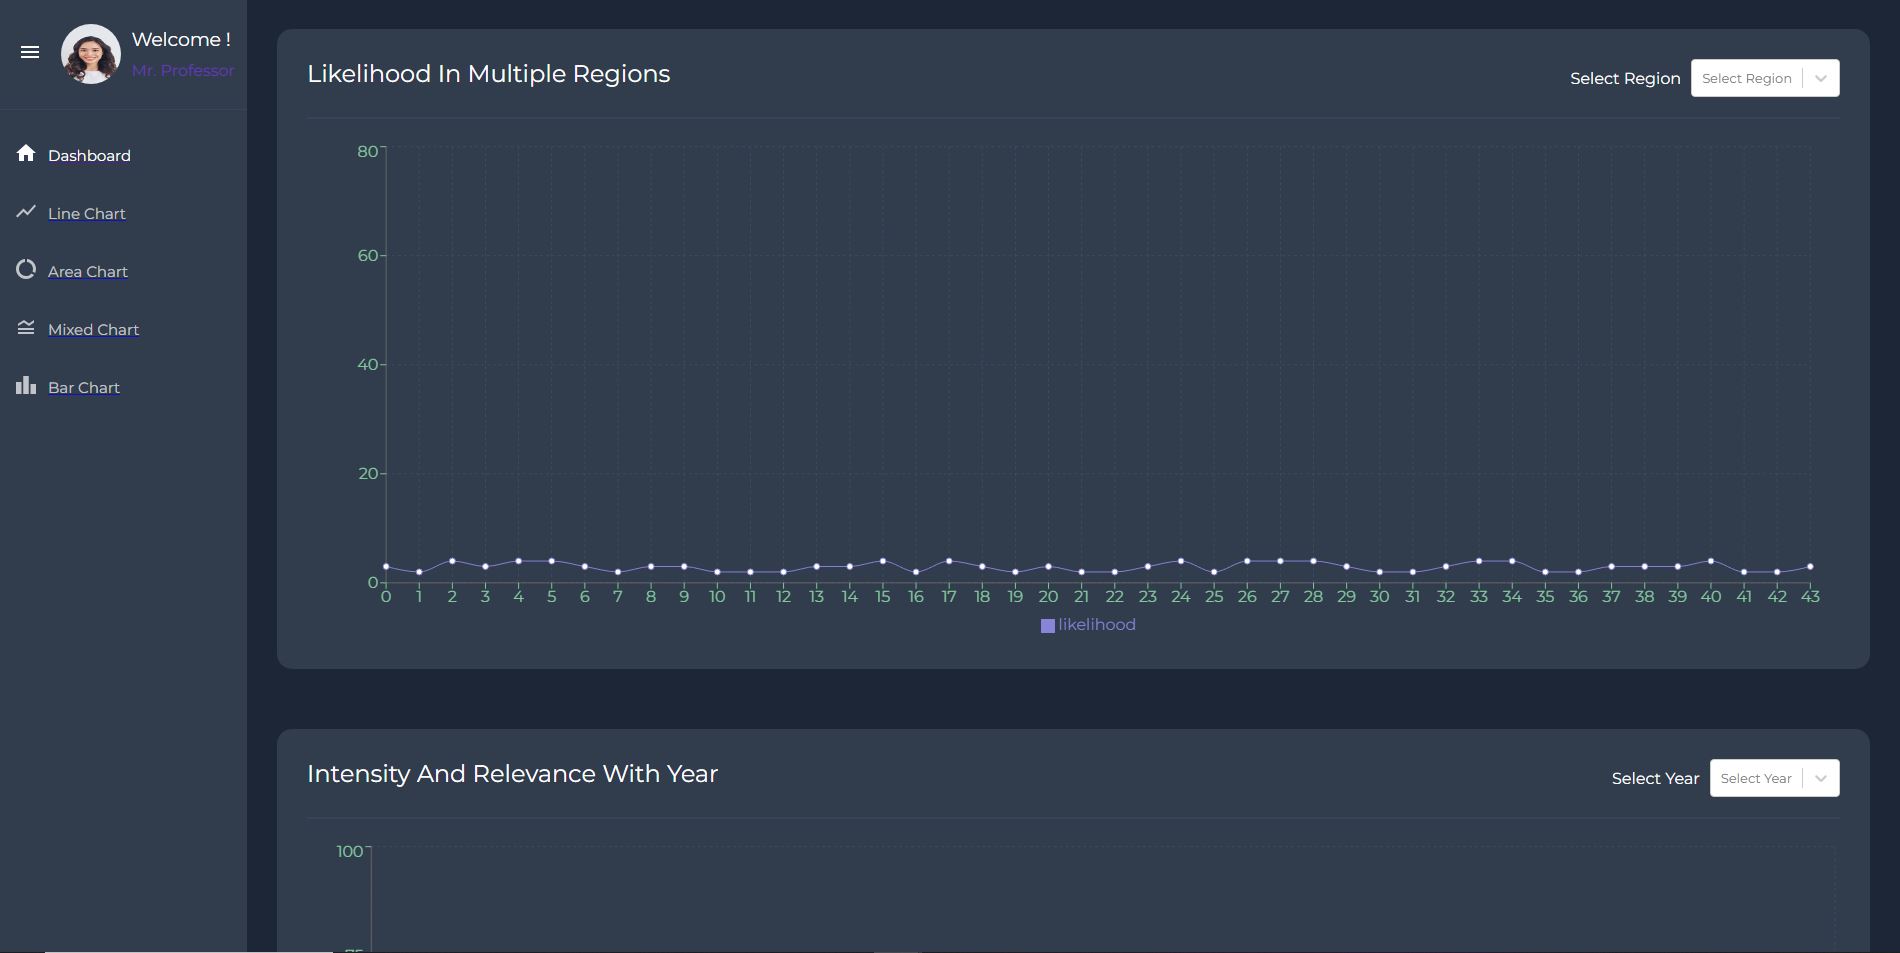 Welcome !
Mr. Professor
Dashboard
Line Chart
Area Chart
Mixed Chart
Bar Chart
Likelihood In Multiple Regions
Select Region Select Region
80
60
40
20
0
0 1 2 3 4 5 6 7 8 9 10 11 12 13 14 15 16 17 18 19 20 21 22 23 24 25 26 27 28 29 30 31 32 33 34 35 36 37 38 39 40 41 42 43
likelihood
Intensity And Relevance With Year
Select Year Select Year
100